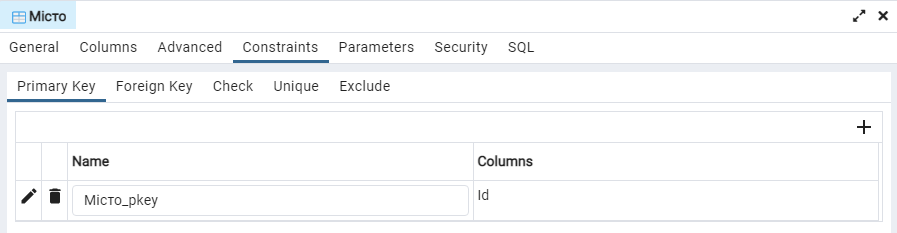 Місто
General Columns Advanced Constraints Parameters Security SQL
Primary Key Foreign Key Check Unique Exclude
Name Columns
Місто_pkey Id